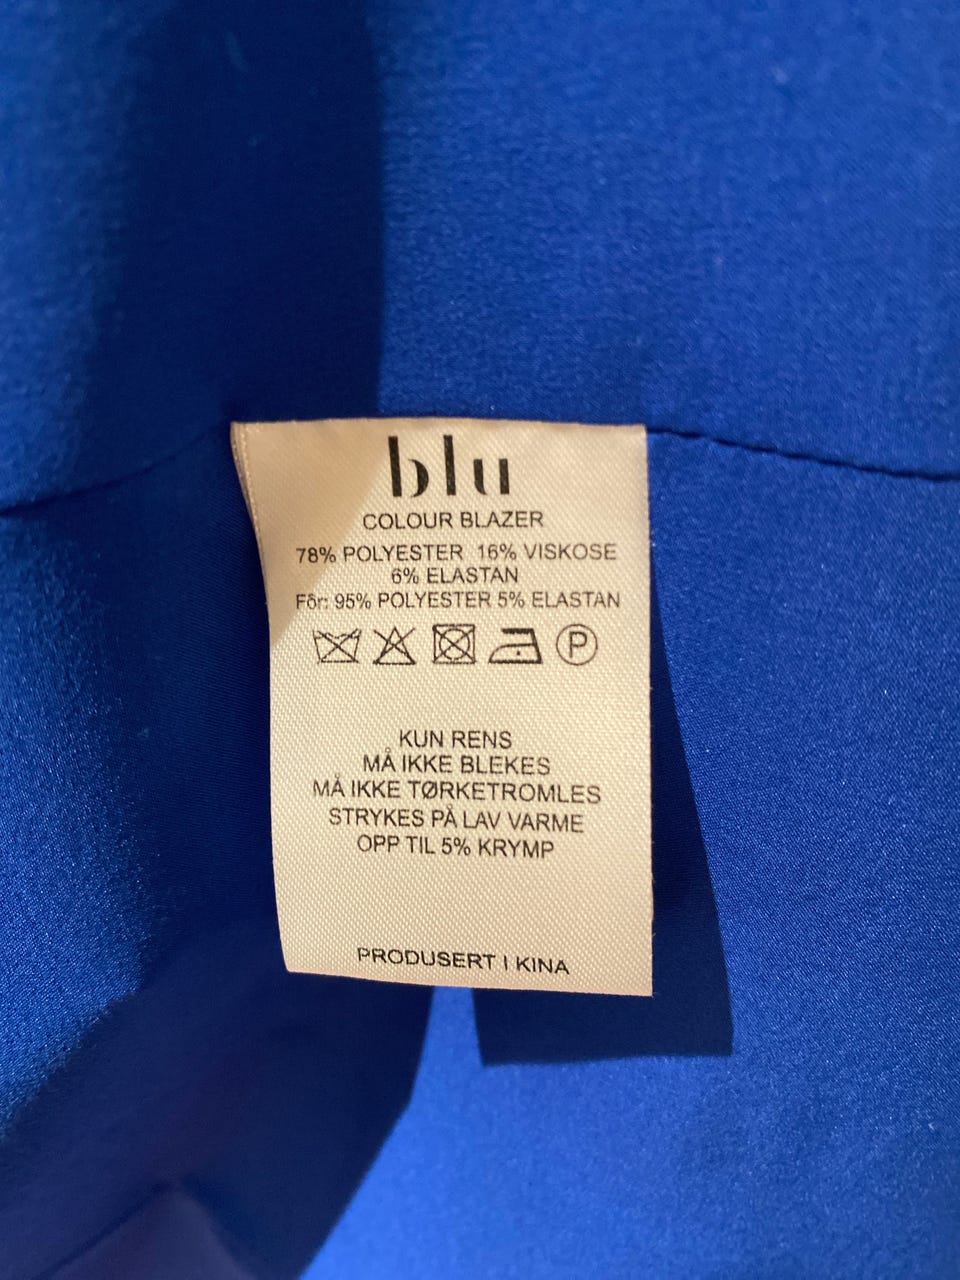 blu
COLOUR BLAZER
78% POLYESTER 16% VISKOSE
6% ELASTAN
Fôr: 95% POLYESTER 5% ELASTAN
P
KUN RENS
MÅ IKKE BLEKES
MÅ IKKE TØRKETROMLES
STRYKES PÅ LAV VARME
OPP TIL 5% KRYMP
PRODUSERT I KINA